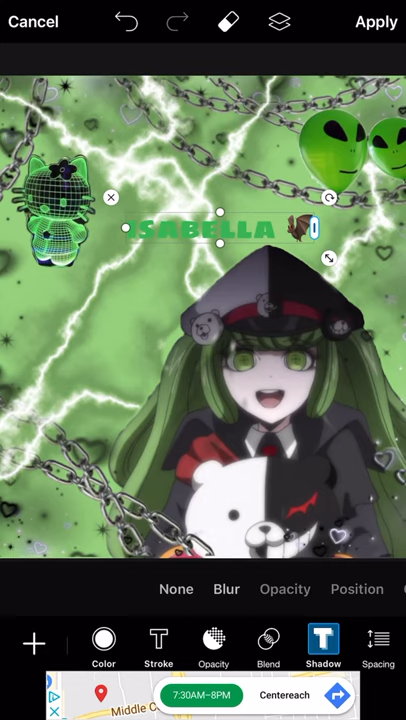 Cancel
Apply
ISABELLA
None Blur Opacity Position
Color Stroke Opacity Blend Shadow Spacing
7:30AM–8PM Centereach
Middle C